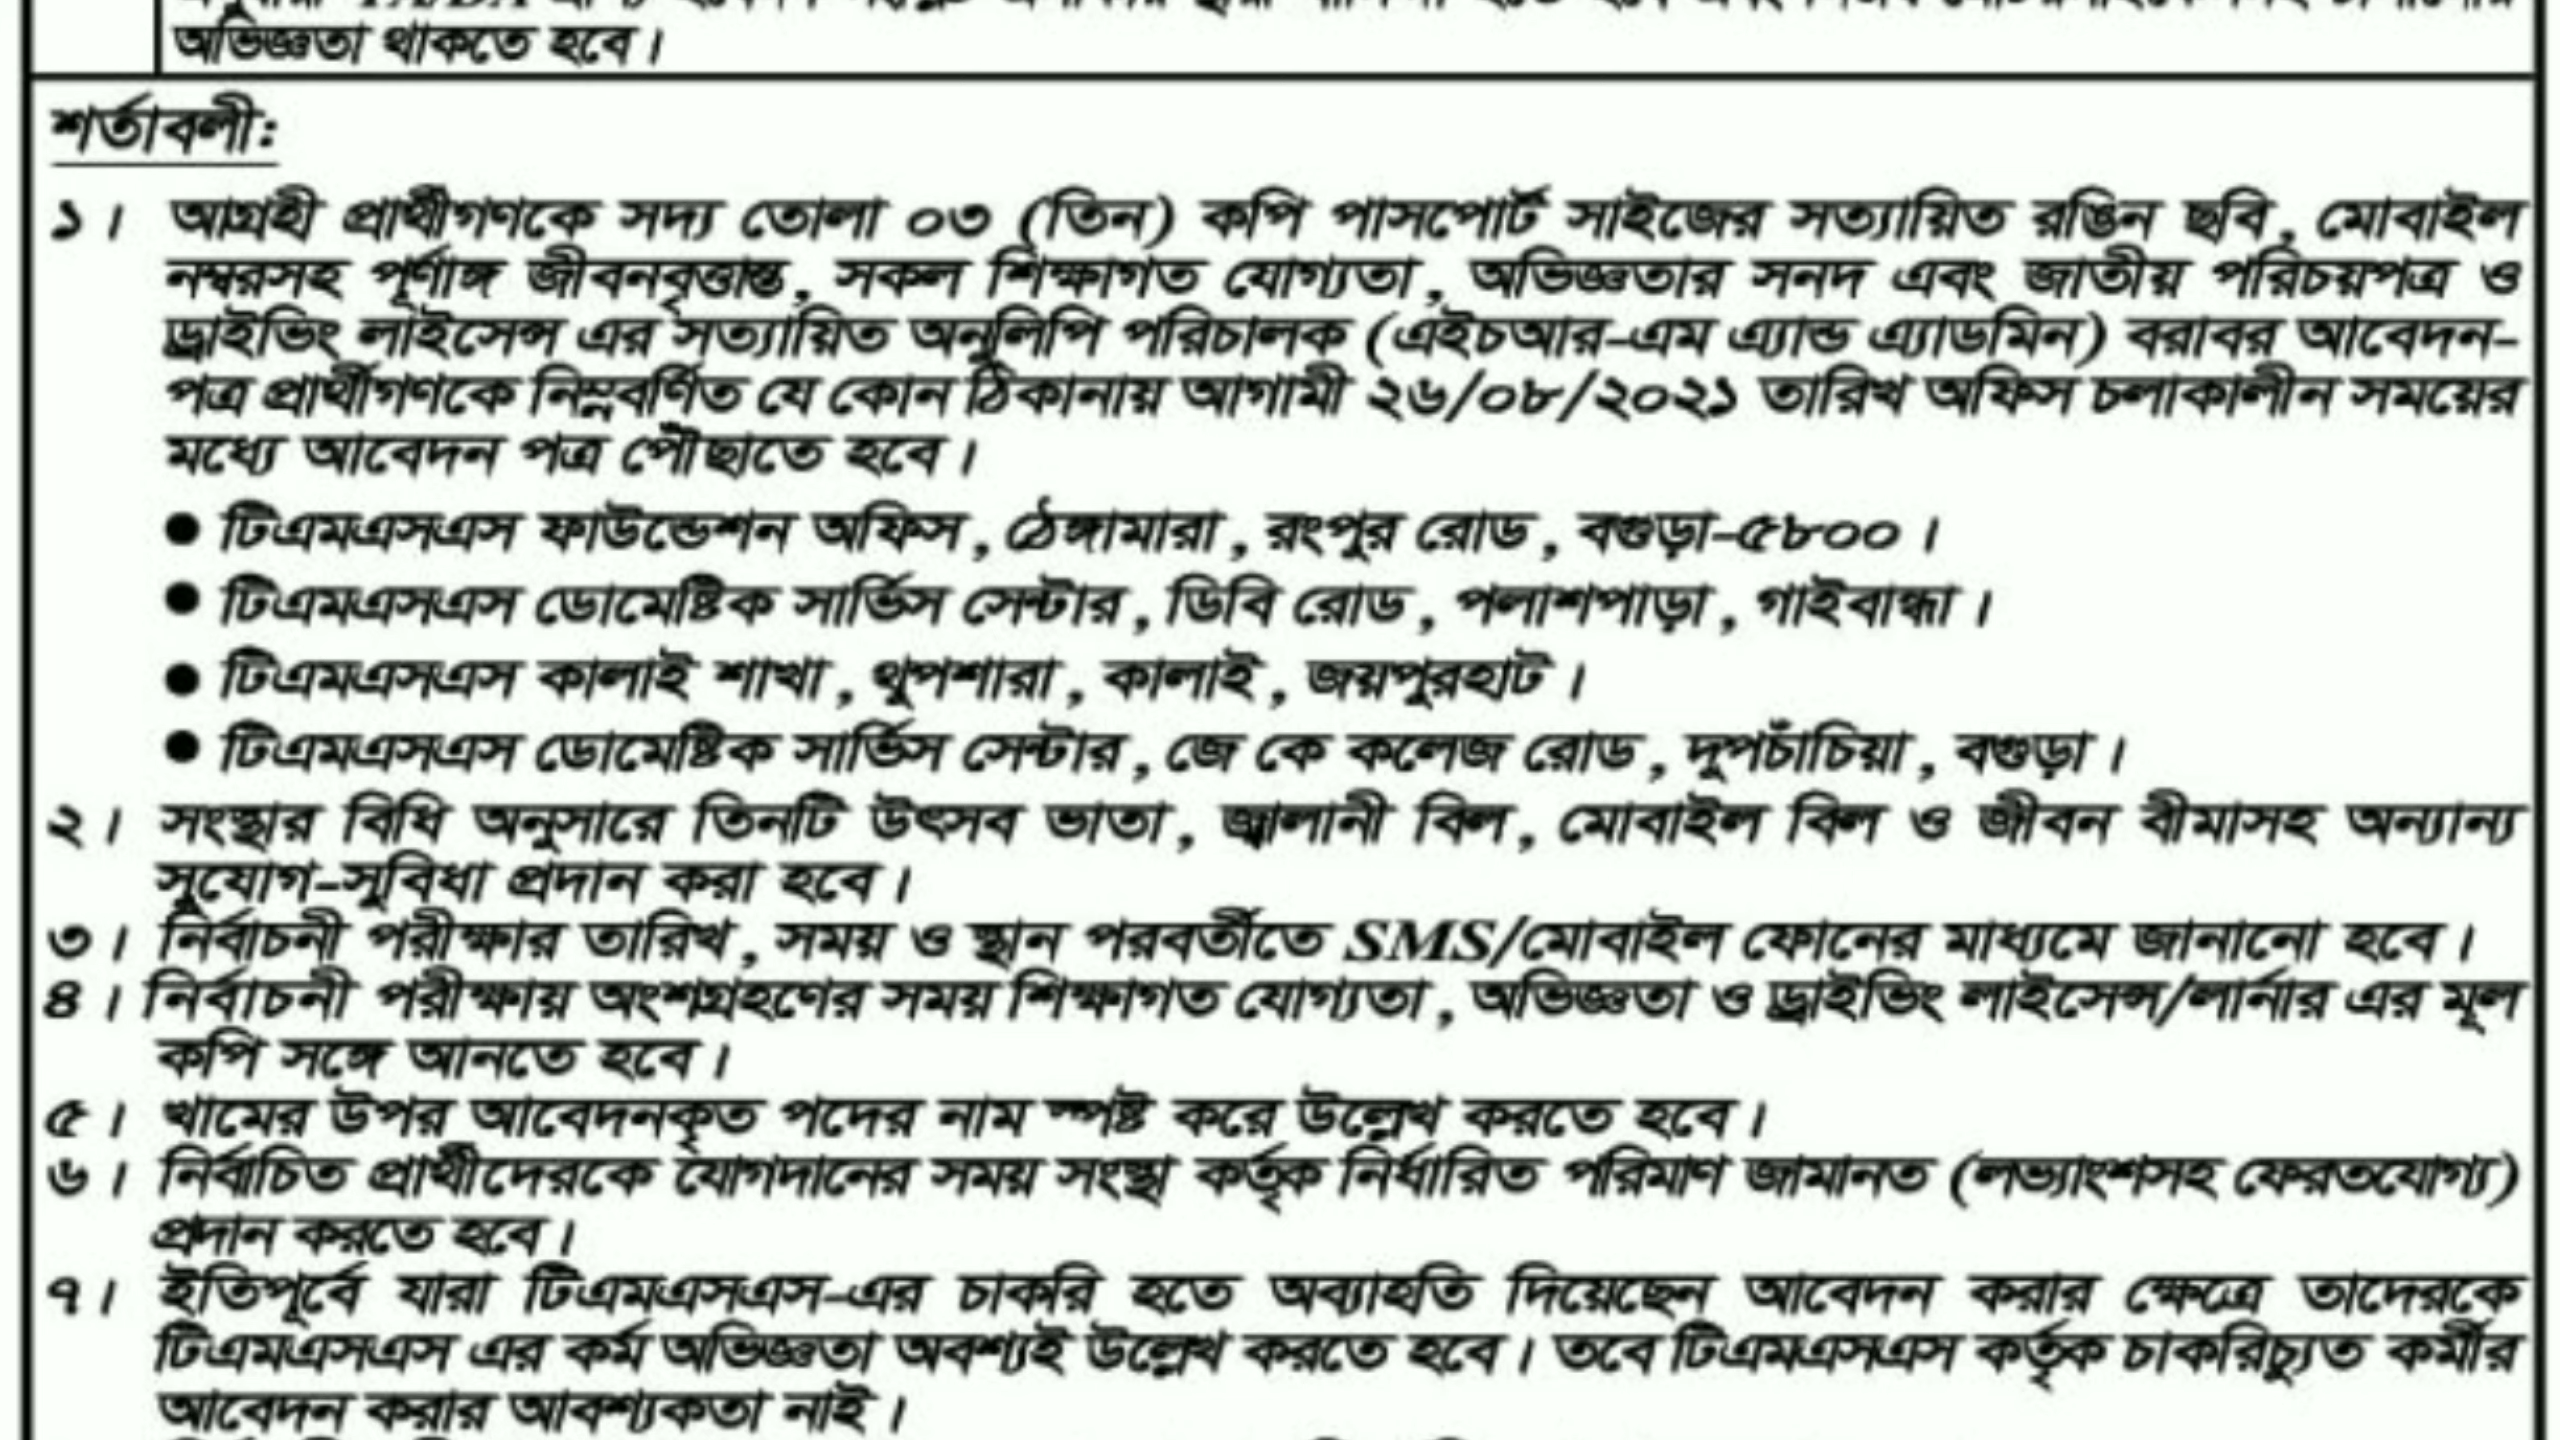 অভিজ্ঞতা থাকতে হবে।
শর্তাবলী:
১। আগ্রহী প্রার্থীগণকে সদ্য তোলা ০৩ (তিন) কপি পাসপোর্ট সাইজের সত্যায়িত রঙিন ছবি, মোবাইল
নম্বরসহ পূর্ণাঙ্গ জীবনবৃত্তান্ত, সকল শিক্ষাগত যোগ্যতা, অভিজ্ঞতার সনদ এবং জাতীয় পরিচয়পত্র ও
ড্রাইভিং লাইসেন্স এর সত্যায়িত অনুলিপি পরিচালক (এইচআর-এম এ্যান্ড এ্যাডমিন) বরাবর আবেদন-
পত্র প্রার্থীগণকে নিম্নবর্ণিত যে কোন ঠিকানায় আগামী ২৬/০৮/২০২১ তারিখ অফিস চলাকালীন সময়ের
মধ্যে আবেদন পত্র পৌঁছাতে হবে।
● টিএমএসএস ফাউন্ডেশন অফিস, ঠেঙ্গামারা, রংপুর রোড, বগুড়া-৫৮০০।
● টিএমএসএস ডোমেষ্টিক সার্ভিস সেন্টার, ডিবি রোড, পলাশপাড়া, গাইবান্ধা।
● টিএমএসএস কালাই শাখা, থুপশারা, কালাই, জয়পুরহাট।
● টিএমএসএস ডোমেষ্টিক সার্ভিস সেন্টার, জে কে কলেজ রোড, দুপচাঁচিয়া, বগুড়া।
২। সংস্থার বিধি অনুসারে তিনটি উৎসব ভাতা, জ্বালানী বিল, মোবাইল বিল ও জীবন বীমাসহ অন্যান্য
সুযোগ-সুবিধা প্রদান করা হবে।
৩। নির্বাচনী পরীক্ষার তারিখ, সময় ও স্থান পরবর্তীতে SMS/মোবাইল ফোনের মাধ্যমে জানানো হবে।
৪। নির্বাচনী পরীক্ষায় অংশগ্রহণের সময় শিক্ষাগত যোগ্যতা, অভিজ্ঞতা ও ড্রাইভিং লাইসেন্স/লার্নার এর মূল
কপি সঙ্গে আনতে হবে।
৫। খামের উপর আবেদনকৃত পদের নাম স্পষ্ট করে উল্লেখ করতে হবে।
৬। নির্বাচিত প্রার্থীদেরকে যোগদানের সময় সংস্থা কর্তৃক নির্ধারিত পরিমাণ জামানত (লভ্যাংশসহ ফেরতযোগ্য)
প্রদান করতে হবে।
৭। ইতিপূর্বে যারা টিএমএসএস-এর চাকরি হতে অব্যাহতি দিয়েছেন আবেদন করার ক্ষেত্রে তাদেরকে
টিএমএসএস এর কর্ম অভিজ্ঞতা অবশ্যই উল্লেখ করতে হবে। তবে টিএমএসএস কর্তৃক চাকরিচ্যুত কর্মীর
আবেদন করার আবশ্যকতা নাই।